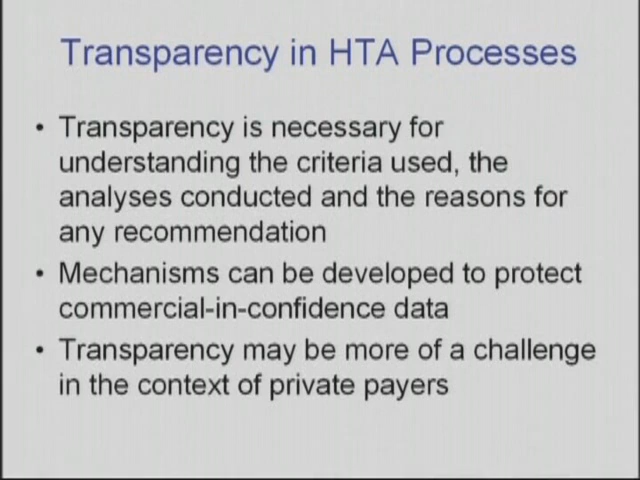 Transparency in HTA Processes
• Transparency is necessary for
understanding the criteria used, the
analyses conducted and the reasons for
any recommendation
• Mechanisms can be developed to protect
commercial-in-confidence data
• Transparency may be more of a challenge
in the context of private payers